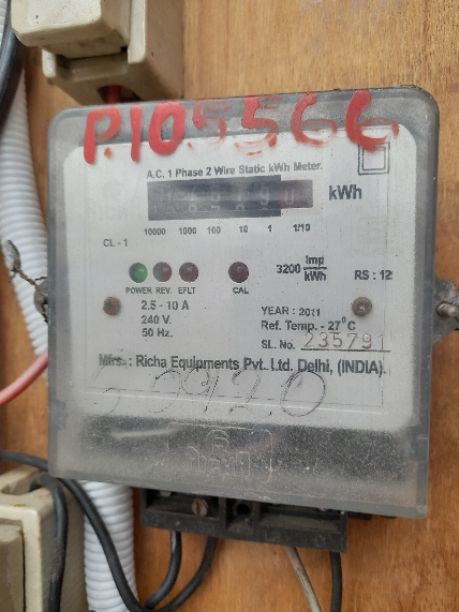 P105566
A.C. 1 Phase 2 Wire Static kWh Meter.
kWh
10000 1000 100 10 1 1/10
CL - 1
3200 Imp/kWh
RS : 12
POWER REV. EFLT CAL
2.5 - 10 A
240 V.
50 Hz.
YEAR : 2011
Ref. Temp. - 27°C
SL. No. 235791
Mfrs. : Richa Equipments Pvt. Ltd. Delhi, (INDIA).